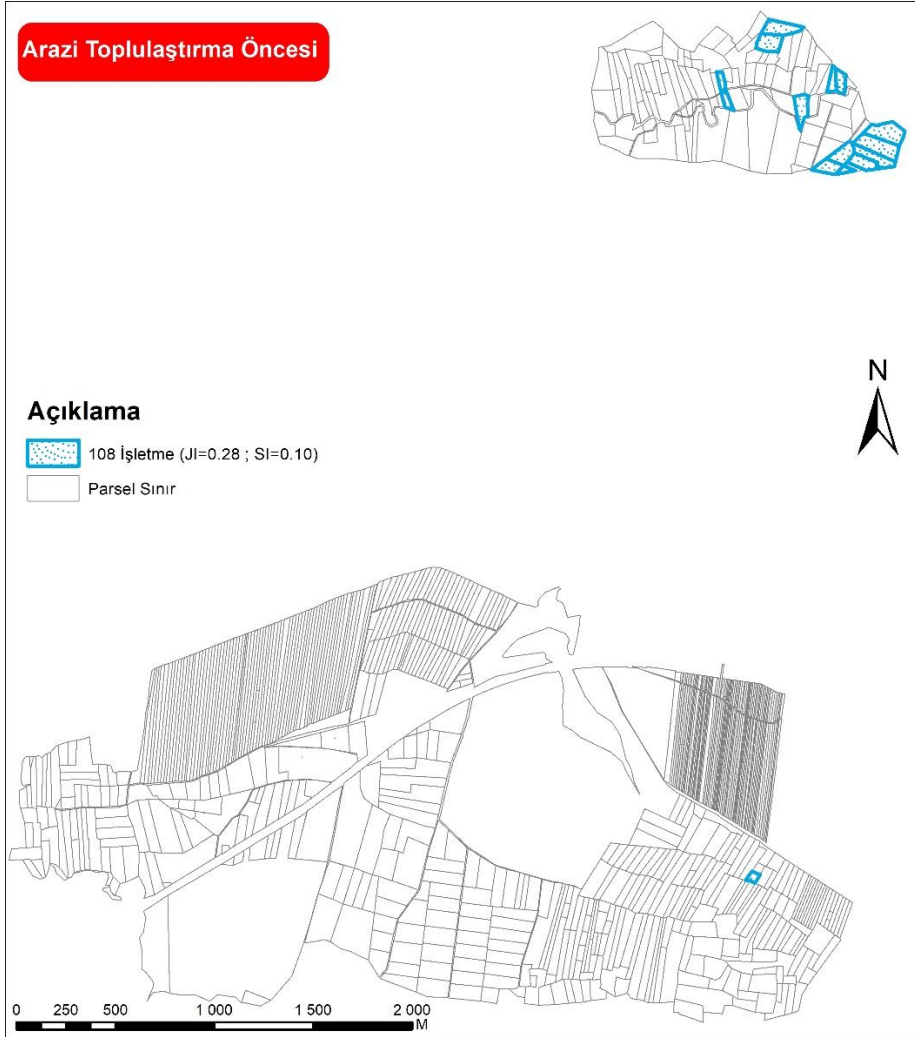 Arazi Toplulaştırma Öncesi
N
Açıklama
108 İşletme (JI=0.28 ; SI=0.10)
Parsel Sınır
0 250 500 1 000 1 500 2 000
M